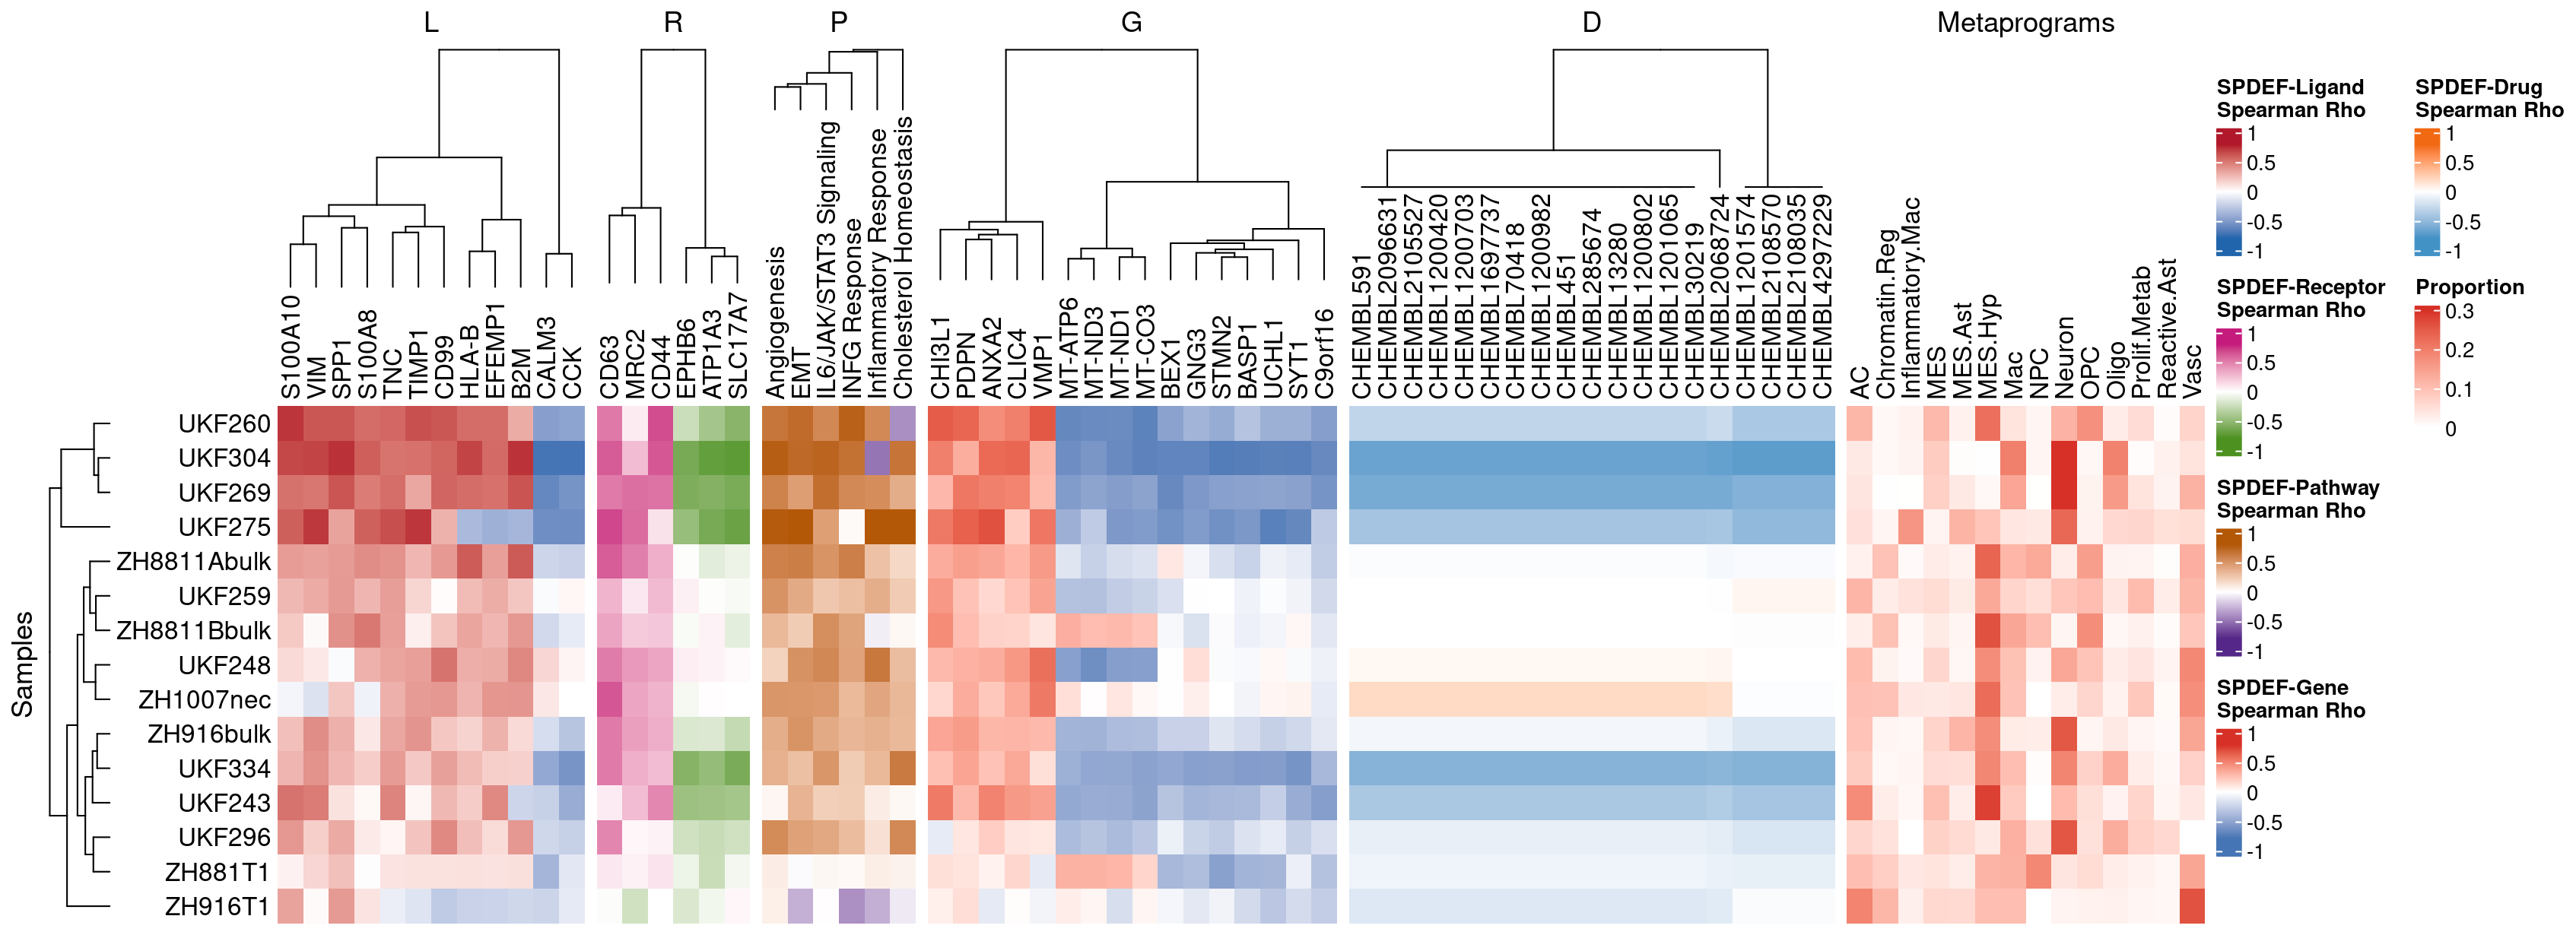 L
R
P
G
D
Metaprograms
S100A10
VIM
SPP1
S100A8
TNC
TIMP1
CD99
HLA-B
EFEMP1
B2M
CALM3
CCK
CD63
MRC2
CD44
EPHB6
ATP1A3
SLC17A7
Angiogenesis
EMT
IL6/JAK/STAT3 Signaling
INFG Response
Inflammatory Response
Cholesterol Homeostasis
CHI3L1
PDPN
ANXA2
CLIC4
VMP1
MT-ATP6
MT-ND3
MT-ND1
MT-CO3
BEX1
GNG3
STMN2
BASP1
UCHL1
SYT1
C9orf16
CHEMBL591
CHEMBL2096631
CHEMBL2105527
CHEMBL1200420
CHEMBL1200703
CHEMBL1697737
CHEMBL70418
CHEMBL1200982
CHEMBL451
CHEMBL285674
CHEMBL13280
CHEMBL1200802
CHEMBL1201065
CHEMBL30219
CHEMBL2068724
CHEMBL1201574
CHEMBL2108570
CHEMBL2108035
CHEMBL4297229
AC
Chromatin.Reg
Inflammatory.Mac
MES
MES.Ast
MES.Hyp
Mac
NPC
Neuron
OPC
Oligo
Prolif.Metab
Reactive.Ast
Vasc
Samples
UKF260
UKF304
UKF269
UKF275
ZH8811Abulk
UKF259
ZH8811Bbulk
UKF248
ZH1007nec
ZH916bulk
UKF334
UKF243
UKF296
ZH881T1
ZH916T1
SPDEF-Ligand
Spearman Rho
1
0.5
0
-0.5
-1
SPDEF-Receptor
Spearman Rho
1
0.5
0
-0.5
-1
SPDEF-Pathway
Spearman Rho
1
0.5
0
-0.5
-1
SPDEF-Gene
Spearman Rho
1
0.5
0
-0.5
-1
SPDEF-Drug
Spearman Rho
1
0.5
0
-0.5
-1
Proportion
0.3
0.2
0.1
0